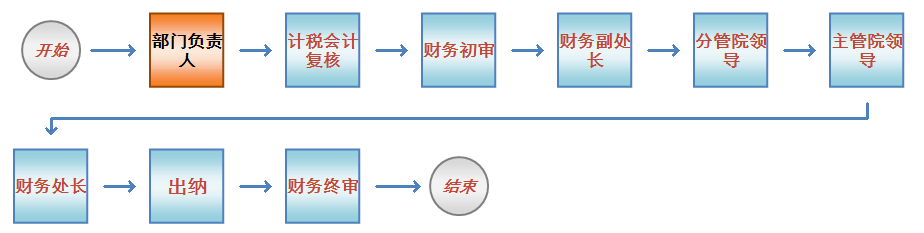 开始
部门负责
人
计税会计
复核
财务初审
财务副处
长
分管院领
导
主管院领
导
财务处长
出纳
财务终审
结束